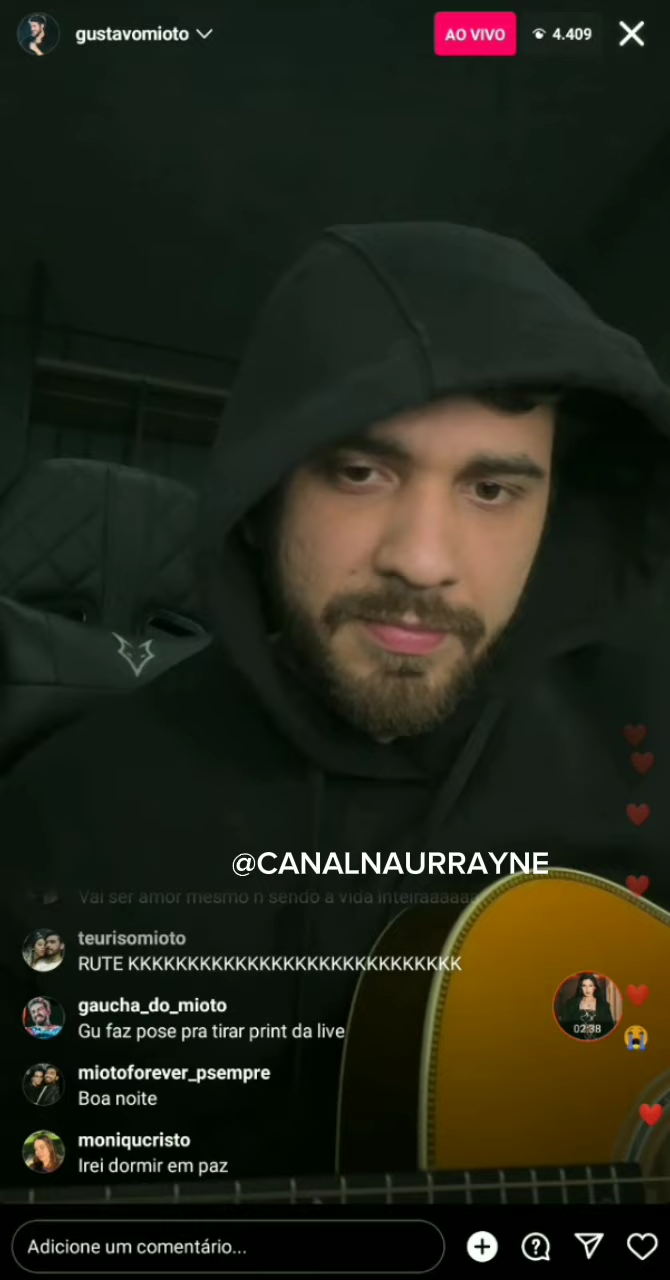 gustavomioto
AO VIVO
4.409
@CANALNAURRAYNE
Vai ser amor mesmo n sendo a vida inteiraaaaa
teurisomioto
RUTE KKKKKKKKKKKKKKKKKKKKKKKKKKKK
gaucha_do_mioto
Gu faz pose pra tirar print da live
02:38
miotoforever_psempre
Boa noite
moniqucristo
Irei dormir em paz
Adicione um comentário...